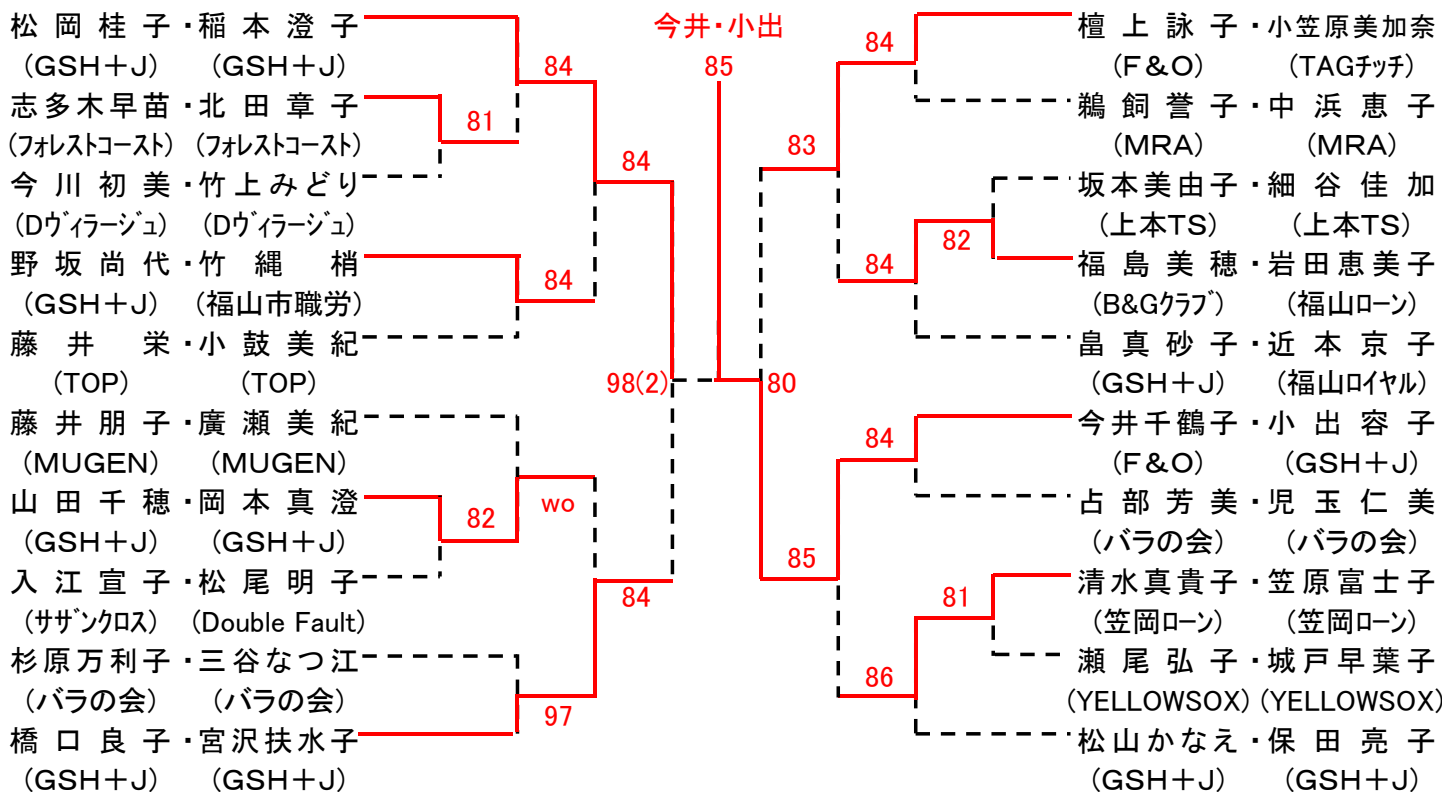 今井・小出
85
松岡桂子・稲本澄子
(GSH+J) (GSH+J)
84
志多木早苗・北田章子
81
(フォレストコースト) (フォレストコースト)
84
今川初美・竹上みどり
(Dヴィラージュ) (Dヴィラージュ)
野坂尚代・竹縄梢
84
(GSH+J) (福山市職労)
藤井栄・小鼓美紀
(TOP) (TOP)
98(2)
藤井朋子・廣瀬美紀
(MUGEN) (MUGEN)
山田千穂・岡本真澄
82
wo
(GSH+J) (GSH+J)
入江宣子・松尾明子
84
(サザンクロス) (Double Fault)
杉原万利子・三谷なつ江
(バラの会) (バラの会)
97
橋口良子・宮沢扶水子
(GSH+J) (GSH+J)
檀上詠子・小笠原美加奈
84
(F&O) (TAGチッチ)
鵜飼誉子・中浜恵子
83
(MRA) (MRA)
坂本美由子・細谷佳加
(上本TS) (上本TS)
82
福島美穂・岩田恵美子
84
(B&Gクラブ) (福山ローン)
畠真砂子・近本京子
(GSH+J) (福山ロイヤル)
80
今井千鶴子・小出容子
84
(F&O) (GSH+J)
占部芳美・児玉仁美
(バラの会) (バラの会)
85
清水真貴子・笠原富士子
81
(笠岡ローン) (笠岡ローン)
瀬尾弘子・城戸早葉子
86
(YELLOWSOX) (YELLOWSOX)
松山かなえ・保田亮子
(GSH+J) (GSH+J)